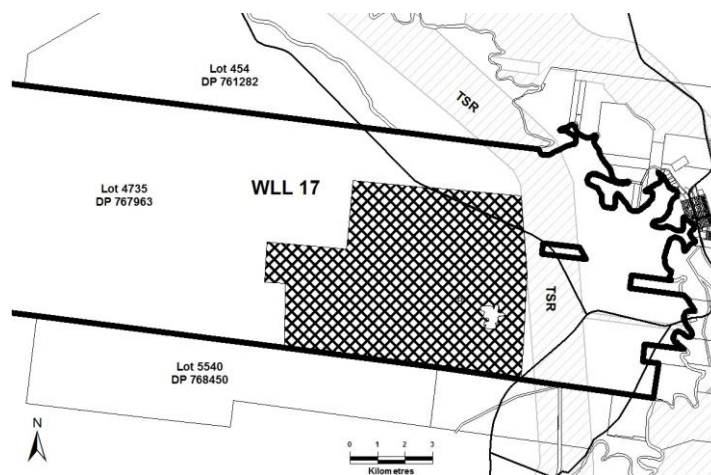 Lot 454
DP 761282
TSR
Lot 4735
DP 767963
WLL 17
TSR
Lot 5540
DP 768450
N
0 1 2 3
Kilometres